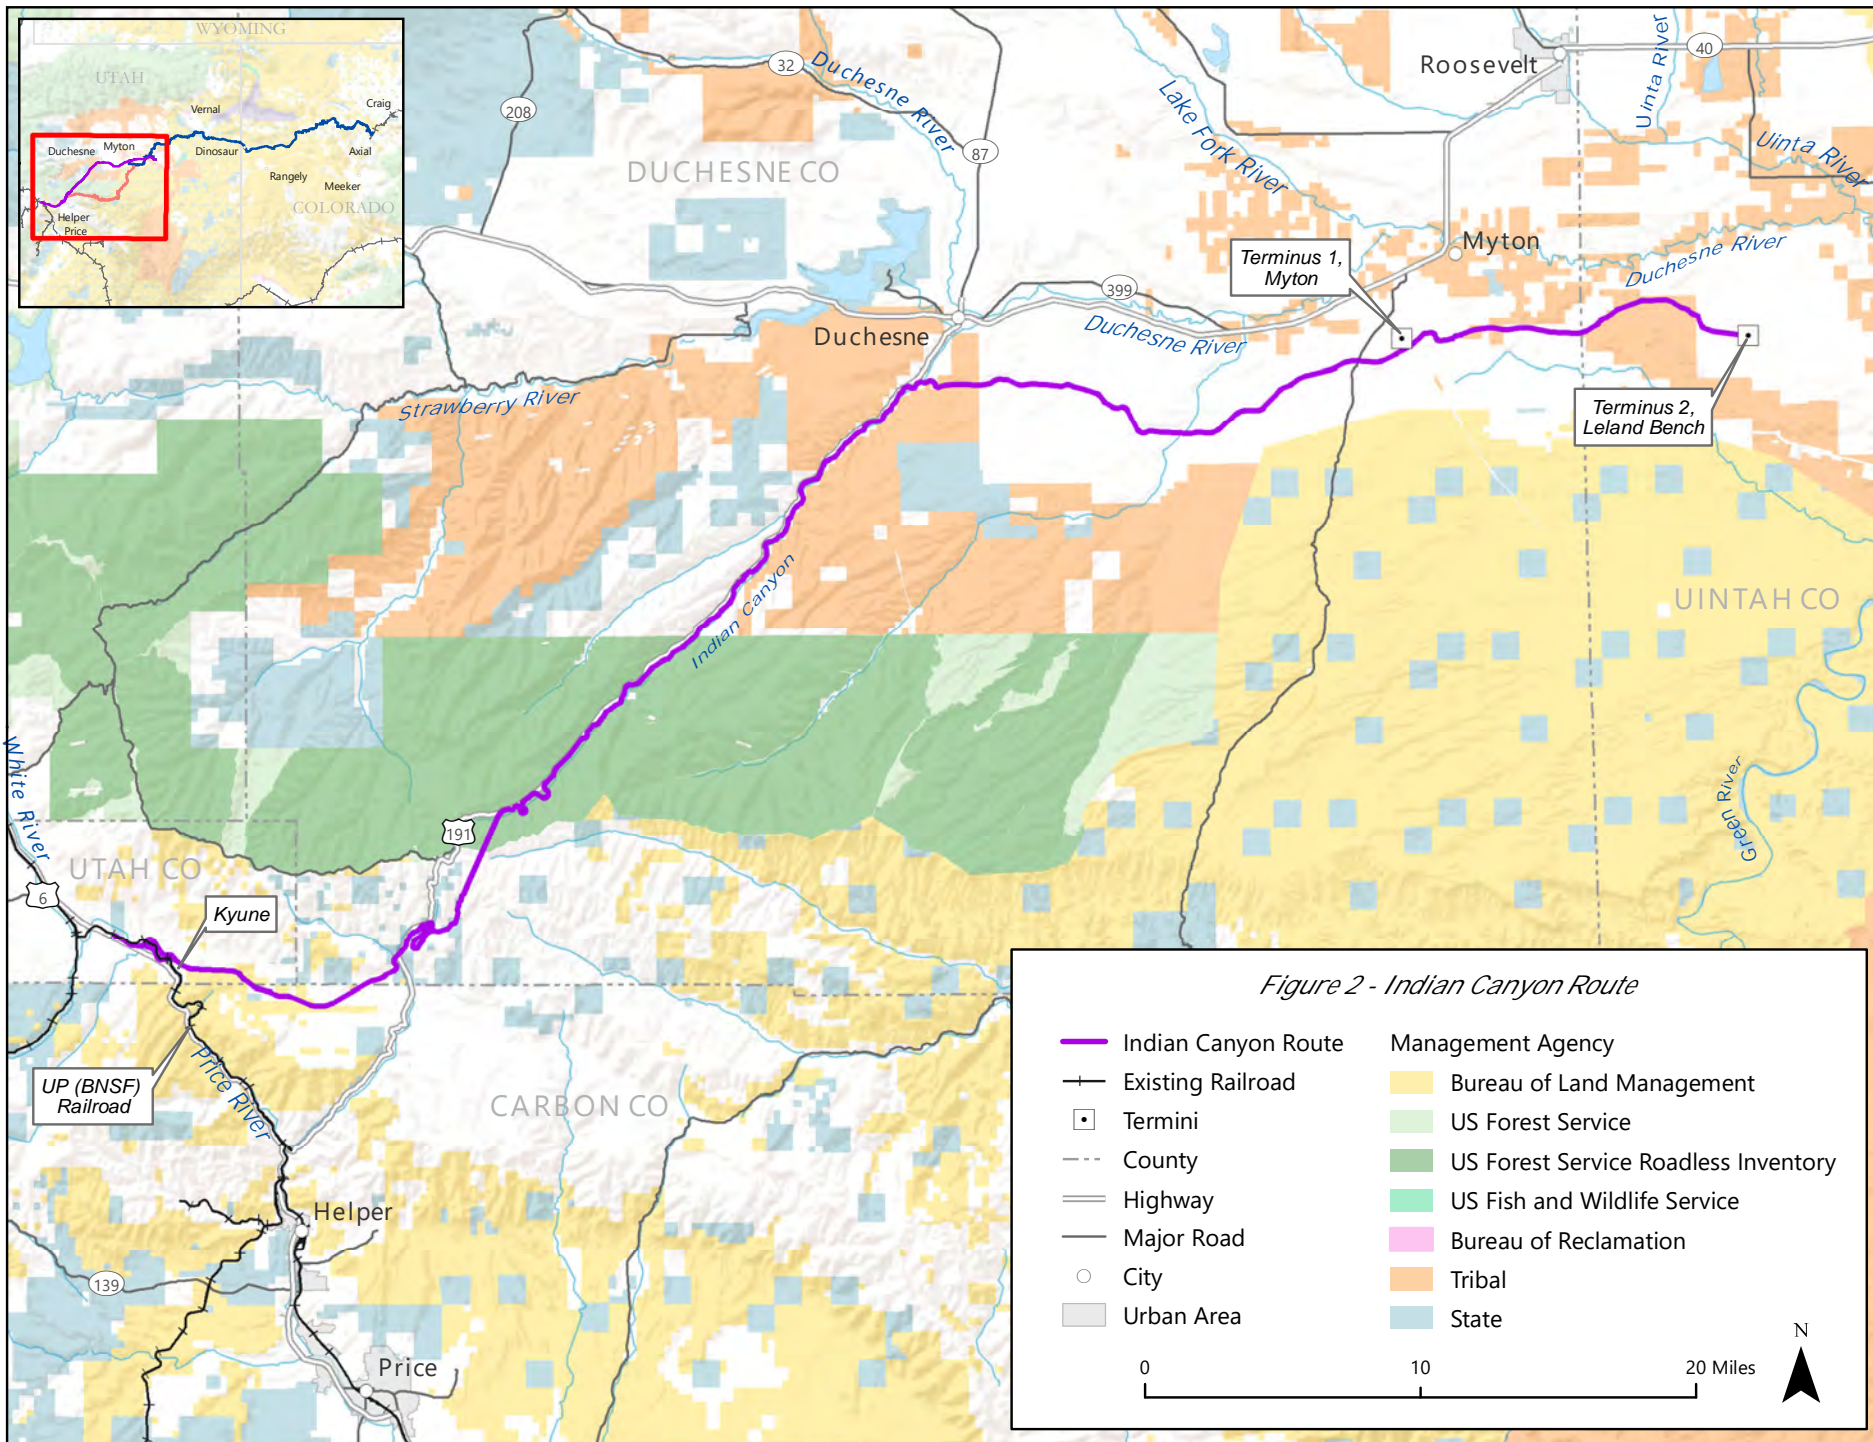 WYOMING
UTAH
Vernal
Craig
Duchesne
Myton
Dinosaur
Axial
Rangely
Meeker
COLORADO
Helper
Price
32
Duchesne River
208
87
DUCHESNE CO
Lake Fork River
Roosevelt
40
Uinta River
Uinta River
Terminus 1,
Myton
Myton
Duchesne River
399
Duchesne
Duchesne River
Strawberry River
Terminus 2,
Leland Bench
Indian Canyon
UINTAH CO
Green River
White River
191
UTAH CO
6
Kyune
UP (BNSF)
Railroad
Price River
CARBON CO
Helper
139
Price
Figure 2 - Indian Canyon Route
Indian Canyon Route
Existing Railroad
Termini
County
Highway
Major Road
City
Urban Area
Management Agency
Bureau of Land Management
US Forest Service
US Forest Service Roadless Inventory
US Fish and Wildlife Service
Bureau of Reclamation
Tribal
State
N
0 10 20 Miles